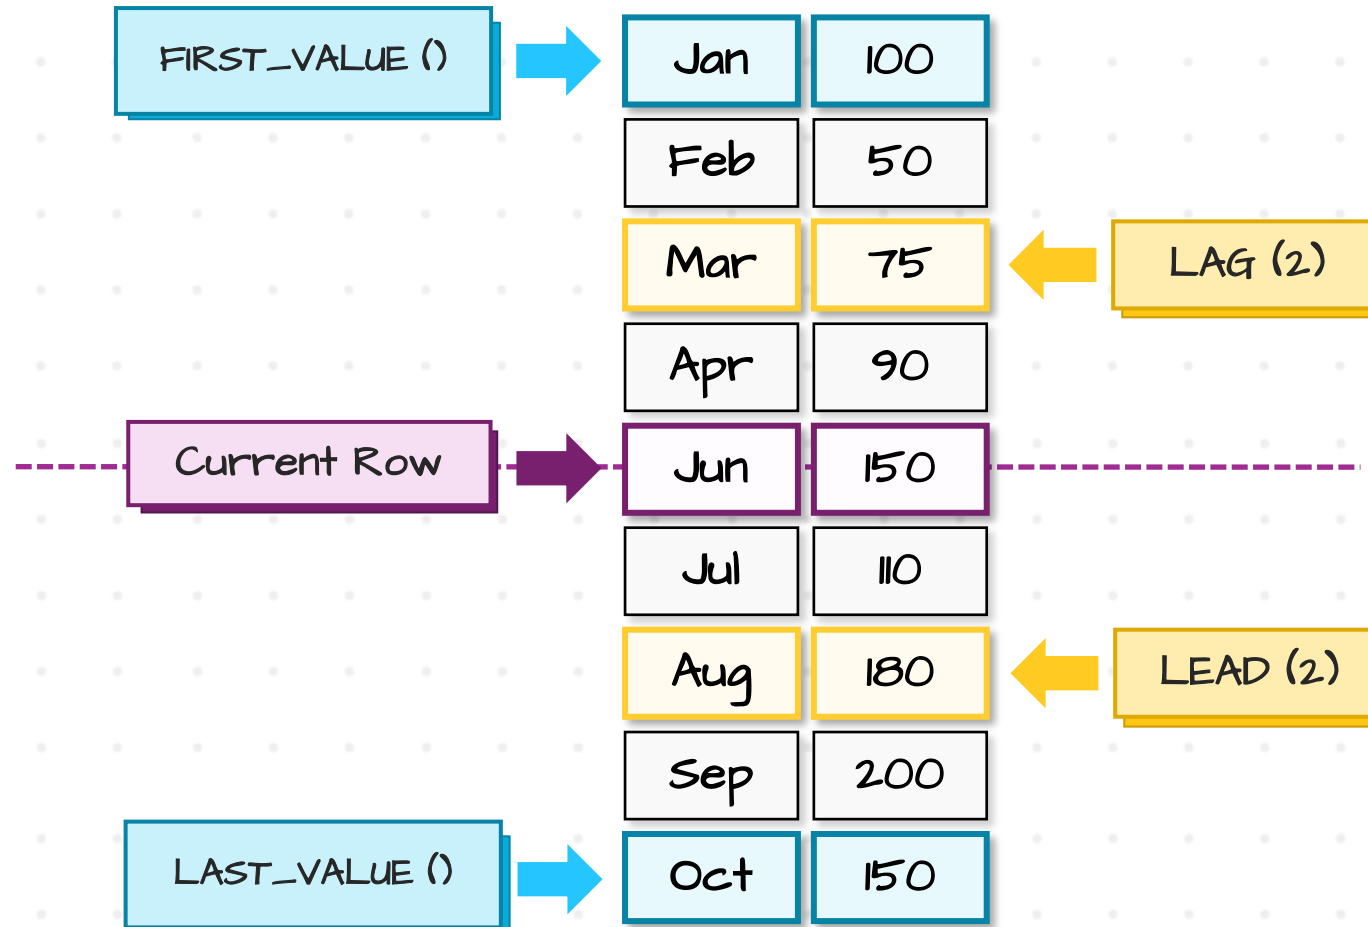 FIRST_VALUE ()
Jan 100
Feb 50
Mar 75
LAG (2)
Apr 90
Current Row
Jun 150
Jul 110
Aug 180
LEAD (2)
Sep 200
LAST_VALUE ()
Oct 150